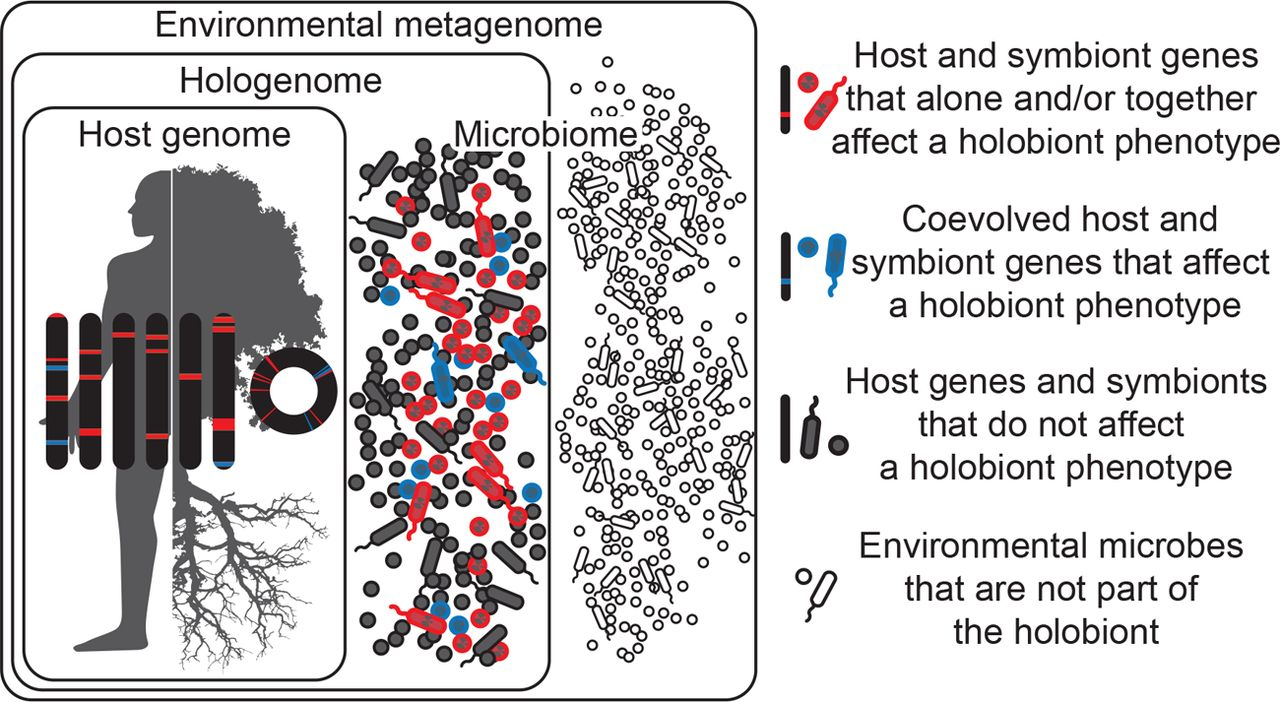 Environmental metagenome
Hologenome
Host genome
Microbiome
Host and symbiont genes
that alone and/or together
affect a holobiont phenotype
Coevolved host and
symbiont genes that affect
a holobiont phenotype
Host genes and symbionts
that do not affect
a holobiont phenotype
Environmental microbes
that are not part of
the holobiont